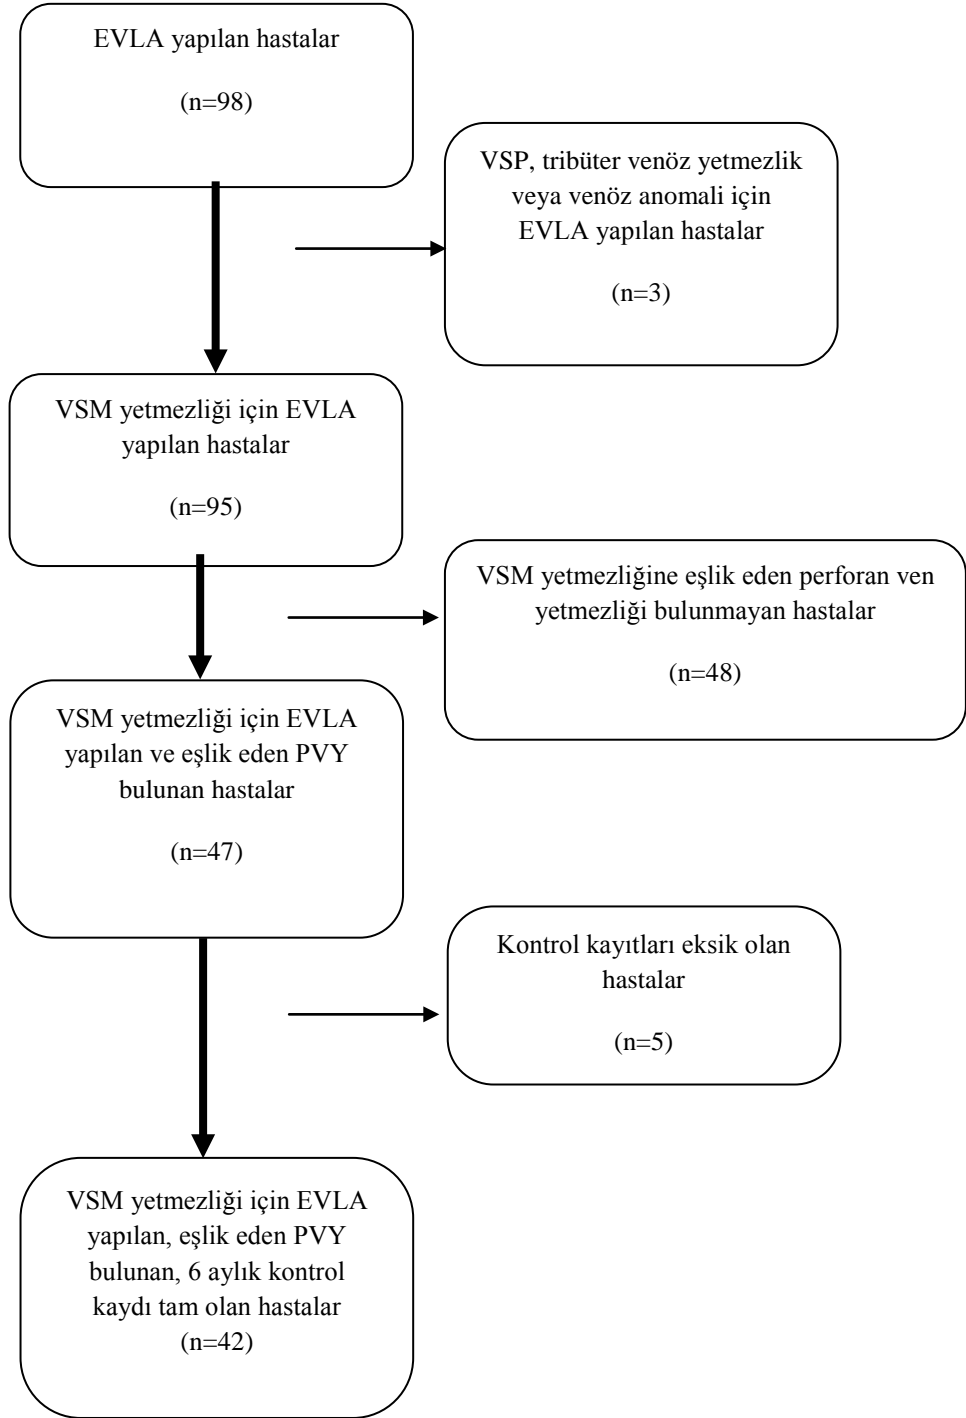 EVLA yapılan hastalar
(n=98)
VSP, tribüter venöz yetmezlik
veya venöz anomali için
EVLA yapılan hastalar
(n=3)
VSM yetmezliği için EVLA
yapılan hastalar
(n=95)
VSM yetmezliğine eşlik eden perforan ven
yetmezliği bulunmayan hastalar
(n=48)
VSM yetmezliği için EVLA
yapılan ve eşlik eden PVY
bulunan hastalar
(n=47)
Kontrol kayıtları eksik olan
hastalar
(n=5)
VSM yetmezliği için EVLA
yapılan, eşlik eden PVY
bulunan, 6 aylık kontrol
kaydı tam olan hastalar
(n=42)